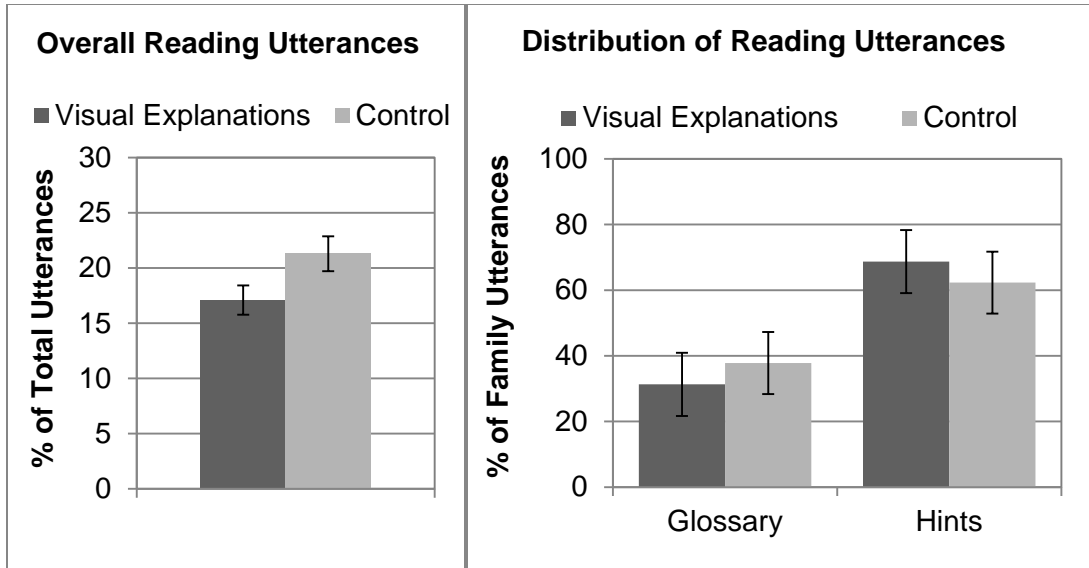 Overall Reading Utterances
Visual Explanations Control
% of Total Utterances
30
25
20
15
10
5
0
Distribution of Reading Utterances
Visual Explanations Control
% of Family Utterances
100
80
60
40
20
0
Glossary Hints